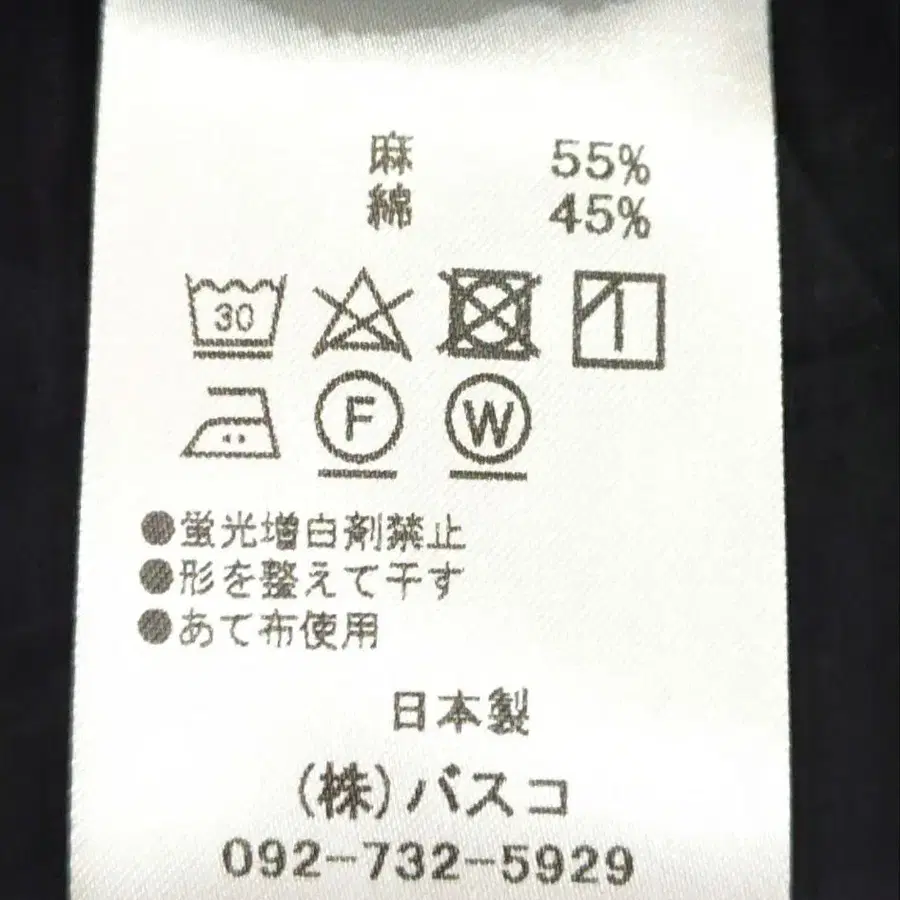 麻 55%
綿 45%
30
F W
●蛍光増白剤禁止
●形を整えて干す
●あて布使用
日本製
(株)バスコ
092-732-5929